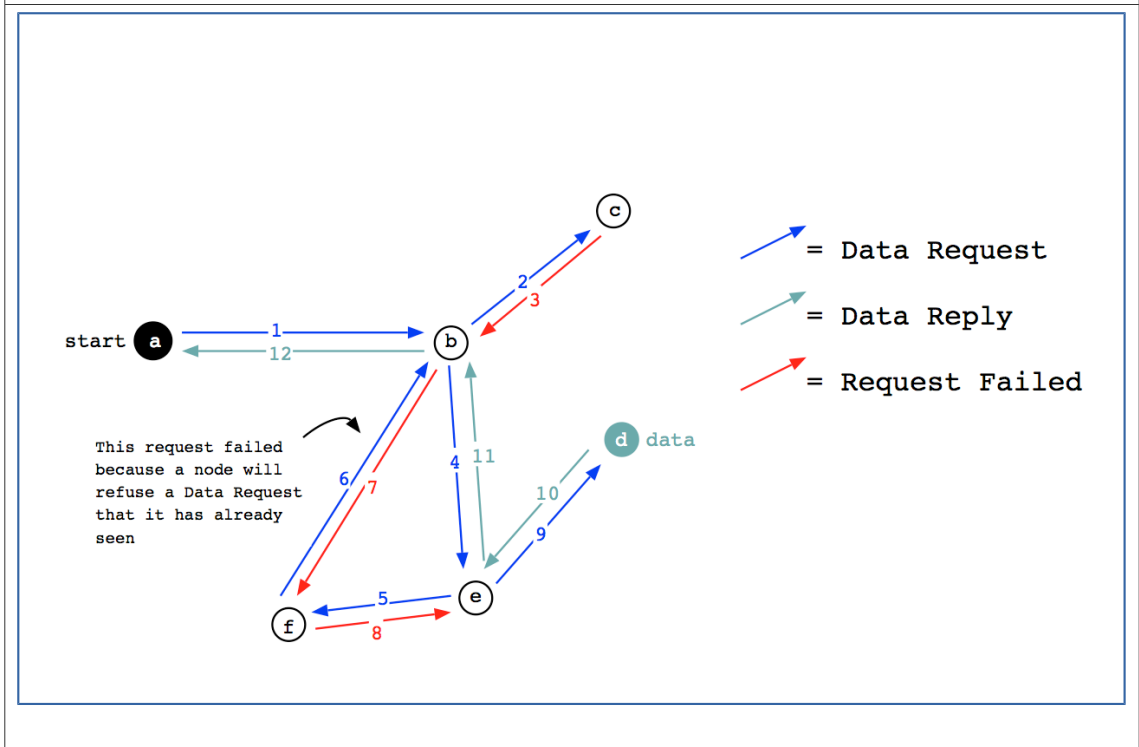 c
= Data Request
2
3
= Data Reply
start a
1
b
12
= Request Failed
d data
This request failed
because a node will
refuse a Data Request
that it has already
seen
4
11
6
7
10
9
5
e
f
8